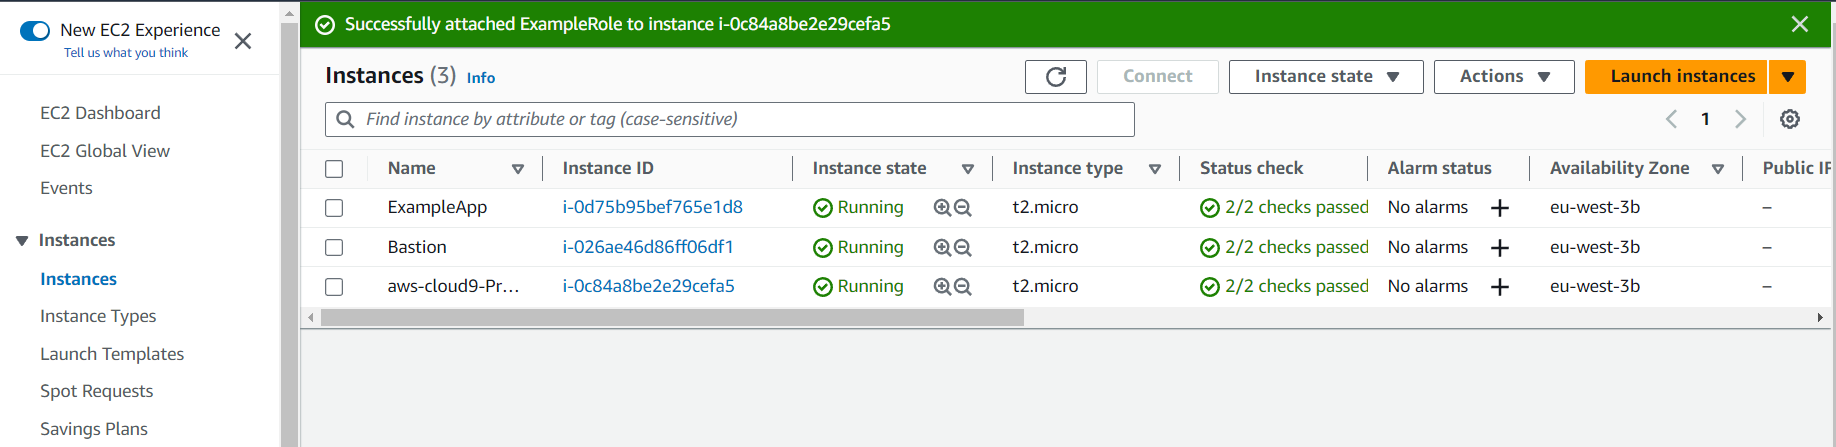 New EC2 Experience
Tell us what you think
EC2 Dashboard
EC2 Global View
Events
Instances
Instances
Instance Types
Launch Templates
Spot Requests
Savings Plans
Successfully attached ExampleRole to instance i-0c84a8be2e29cefa5
Instances (3) Info
Connect
Instance state
Actions
Launch instances
Find instance by attribute or tag (case-sensitive)
1
Name Instance ID Instance state Instance type Status check Alarm status Availability Zone Public IP
ExampleApp i-0d75b95bef765e1d8 Running t2.micro 2/2 checks passed No alarms + eu-west-3b –
Bastion i-026ae46d86ff06df1 Running t2.micro 2/2 checks passed No alarms + eu-west-3b –
aws-cloud9-Pr... i-0c84a8be2e29cefa5 Running t2.micro 2/2 checks passed No alarms + eu-west-3b –